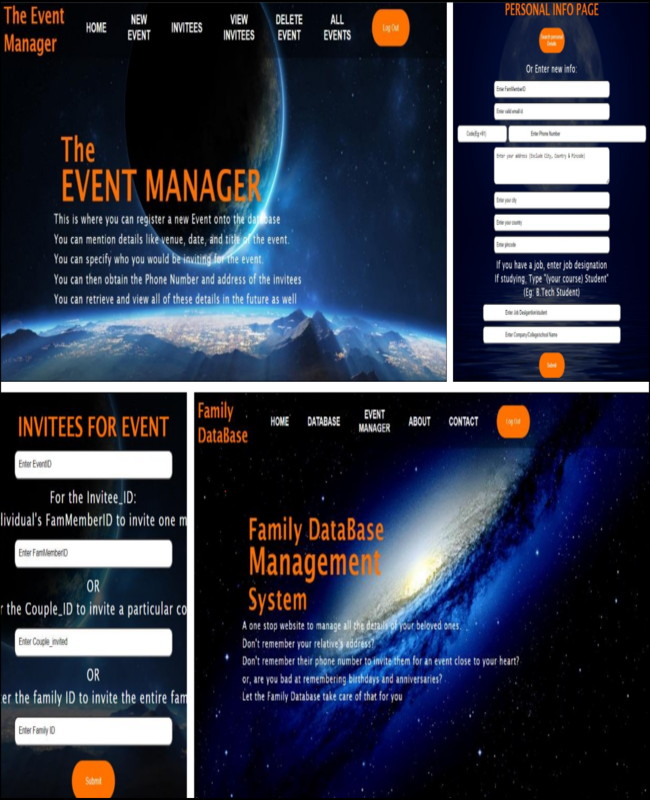 The Event
Manager
HOME
NEW
EVENT
INVITEES
VIEW
INVITEES
DELETE
EVENT
ALL
EVENTS
Log Out
The
EVENT MANAGER
This is where you can register a new Event onto the database
You can mention details like venue, date, and title of the event.
You can specify who you would be inviting for the event.
You can then obtain the Phone Number and address of the invitees
You can retrieve and view all of these details in the future as well
PERSONAL INFO PAGE
Search personal
Details
Or Enter new info:
Enter FamMemberID
Enter valid email id
Code(Eg +91)
Enter Phone Number
Enter your address (Include City, Country & Pincode)
Enter your city
Enter your country
Enter pincode
If you have a job, enter job designation
If studying, Type "(your course) Student"
(Eg: B.Tech Student)
Enter Job Designation/student
Enter Company/College/school Name
Submit
INVITEES FOR EVENT
Enter EventID
For the Invitee_ID:
dividual's FamMemberID to invite one m
Enter FamMemberID
OR
r the Couple_ID to invite a particular co
Enter Couple_invited
OR
er the family ID to invite the entire fam
Enter Family ID
Submit
Family
DataBase
HOME
DATABASE
EVENT
MANAGER
ABOUT
CONTACT
Log Out
Family DataBase
Management
System
A one stop website to manage all the details of your beloved ones.
Don't remember your relative's address?
Don't remember their phone number to invite them for an event close to your heart?
or, are you bad at remembering birthdays and anniversaries?
Let the Family Database take care of that for you